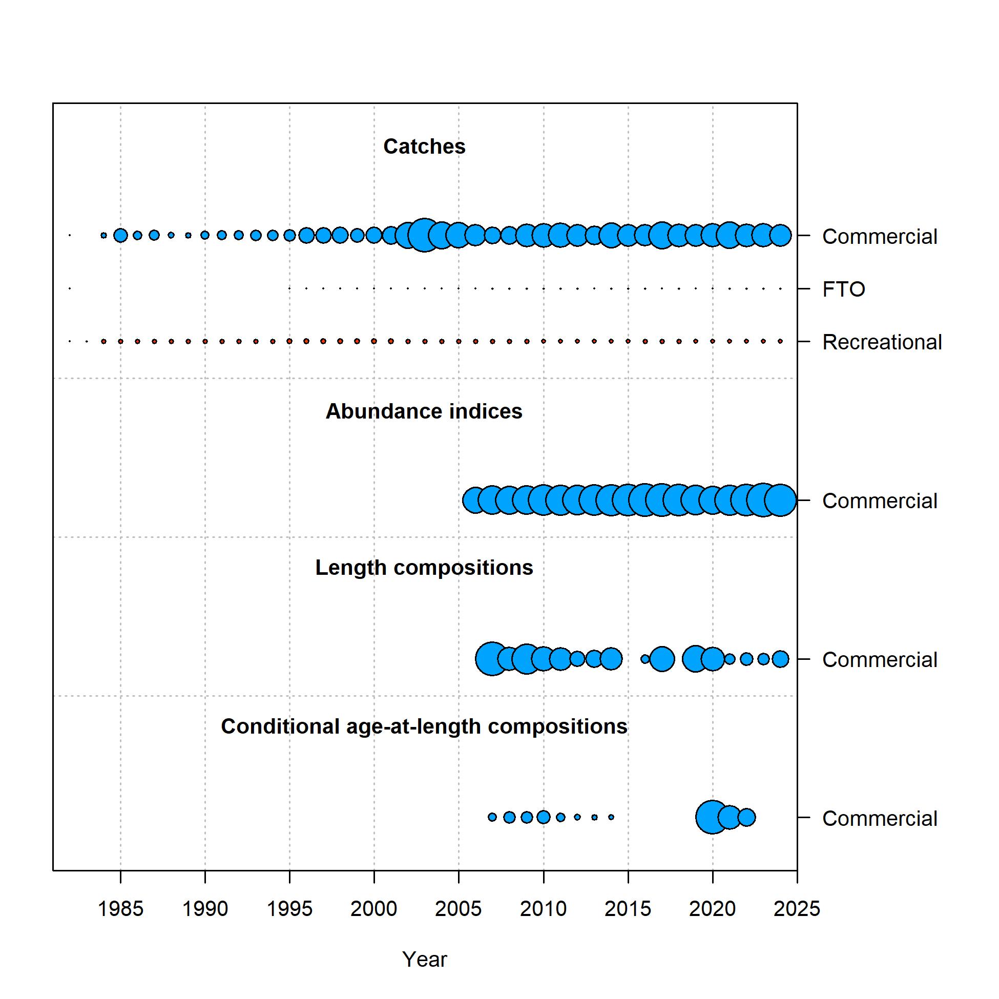 Catches
Commercial
FTO
Recreational
Abundance indices
Commercial
Length compositions
Commercial
Conditional age-at-length compositions
Commercial
1985 1990 1995 2000 2005 2010 2015 2020 2025
Year